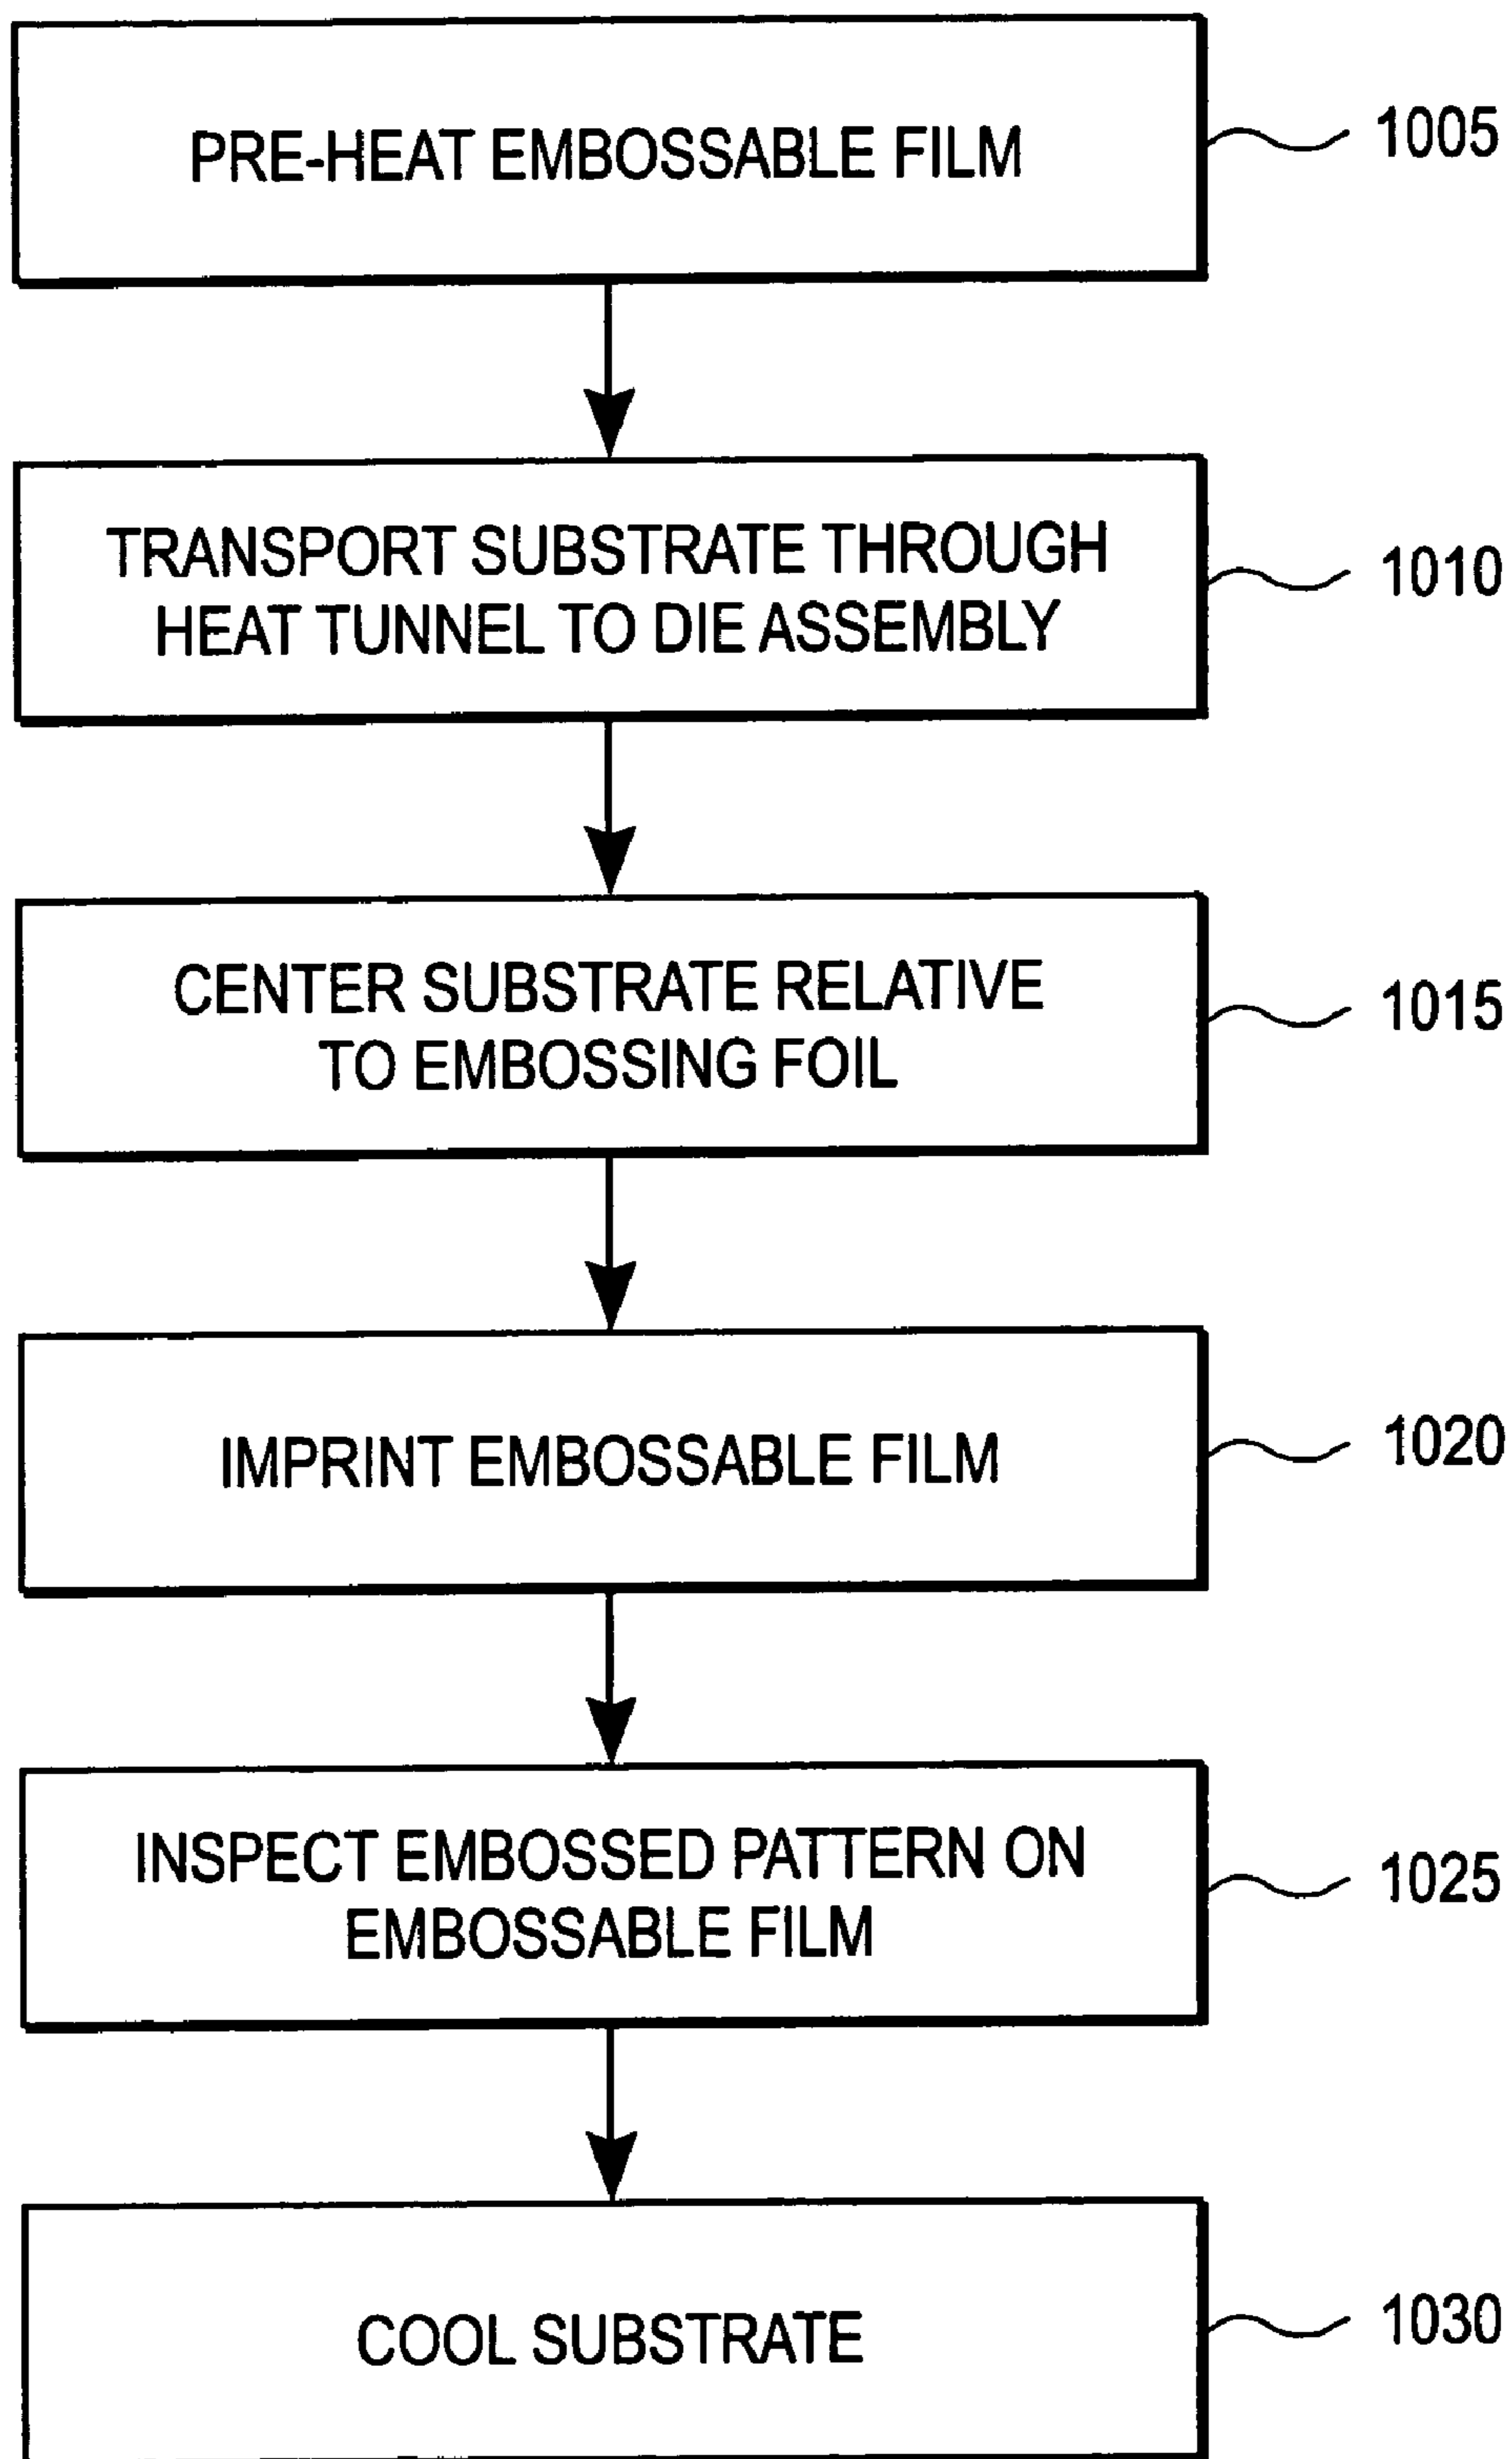 PRE-HEAT EMBOSSABLE FILM
1005
TRANSPORT SUBSTRATE THROUGH
HEAT TUNNEL TO DIE ASSEMBLY
1010
CENTER SUBSTRATE RELATIVE
TO EMBOSSING FOIL
1015
IMPRINT EMBOSSABLE FILM
1020
INSPECT EMBOSSED PATTERN ON
EMBOSSABLE FILM
1025
COOL SUBSTRATE
1030